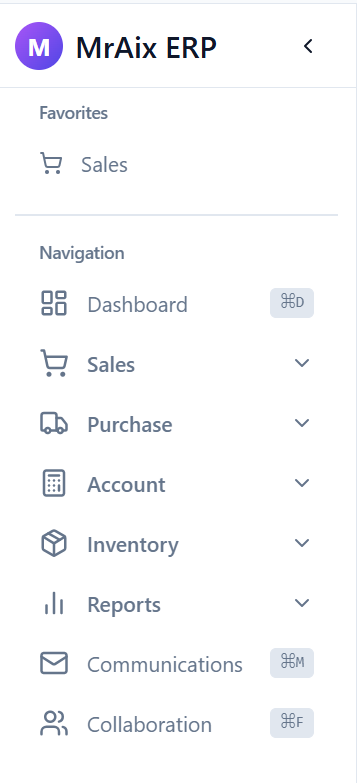 M MrAix ERP
Favorites
Sales
Navigation
Dashboard ⌘D
Sales
Purchase
Account
Inventory
Reports
Communications ⌘M
Collaboration ⌘F